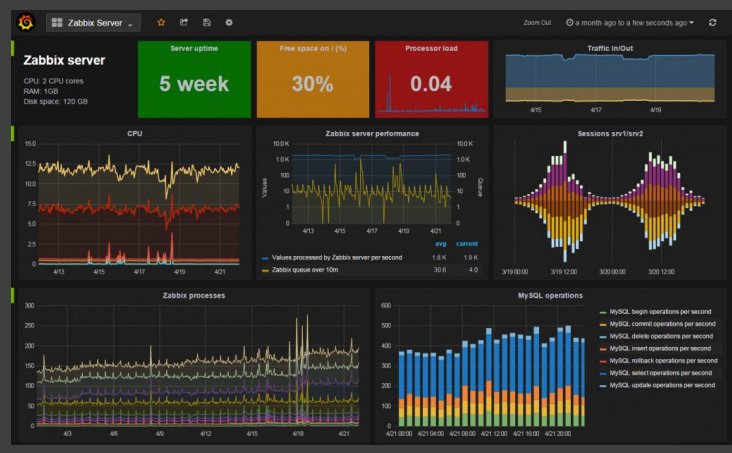 Zabbix Server
Zoom Out
a month ago to a few seconds ago
Zabbix server
CPU: 2 CPU cores
RAM: 1GB
Disk space: 120 GB
Server uptime
5 week
Free space on / (%)
30%
Processor load
0.04
Traffic In/Out
4/15 4/17 4/19
CPU
15.0
12.5
10.0
7.5
5.0
2.5
0
4/13 4/15 4/17 4/19 4/21
Zabbix server performance
10.0 K 10.0 K
1.0 K 1.0 K
100 100
10 10
1 1
0 0
Values
Queue
4/13 4/15 4/17 4/19 4/21
avg current
Values processed by Zabbix server per second 1.8 K 1.9 K
Zabbix queue over 10m 30.6 4.0
Sessions srv1/srv2
3/19 00:00 3/19 12:00 3/20 00:00 3/20 12:00
Zabbix processes
300
250
200
150
100
50
0
4/3 4/6 4/9 4/12 4/15 4/18 4/21
MySQL operations
600
500
400
300
200
100
0
4/21 00:00 4/21 04:00 4/21 08:00 4/21 12:00 4/21 16:00 4/21 20:00
MySQL begin operations per second
MySQL commit operations per second
MySQL delete operations per second
MySQL insert operations per second
MySQL rollback operations per second
MySQL select operations per second
MySQL update operations per second